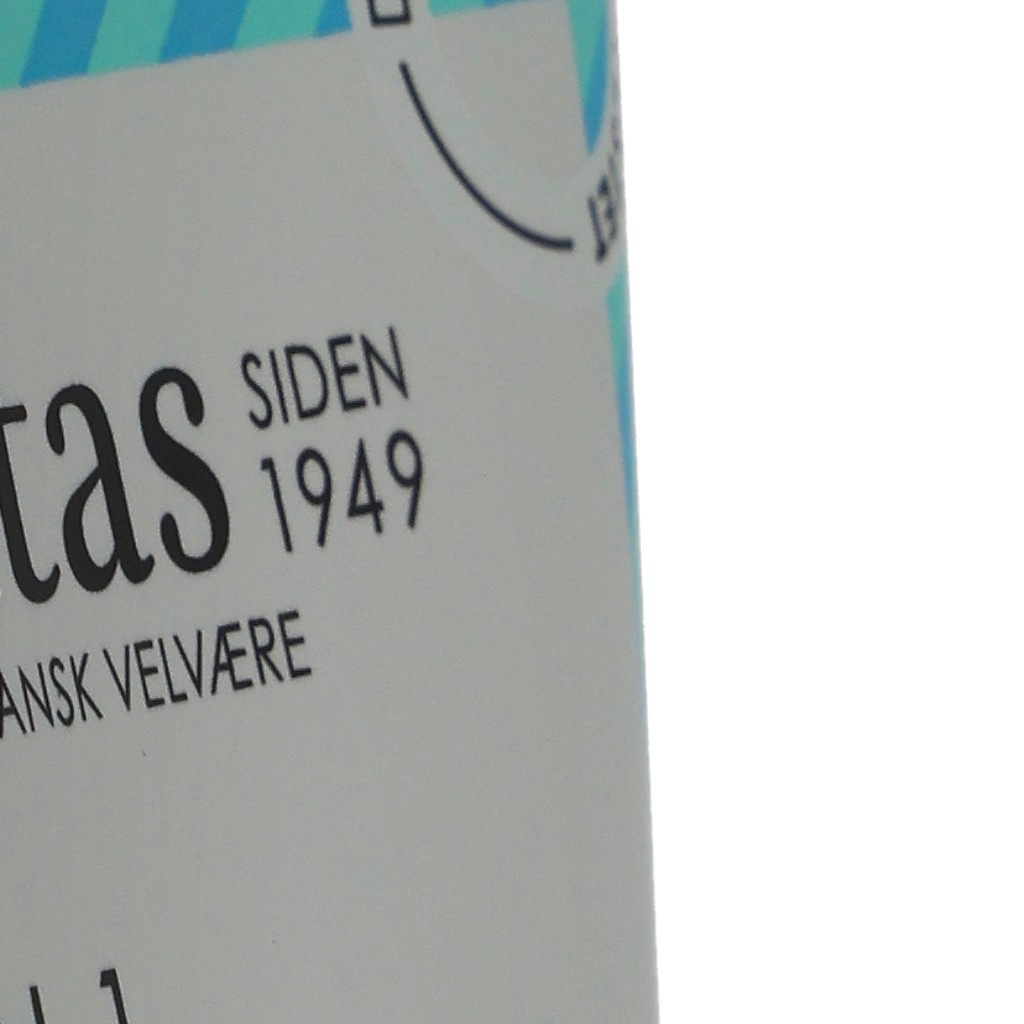 tas
SIDEN
1949
ANSK VELVÆRE